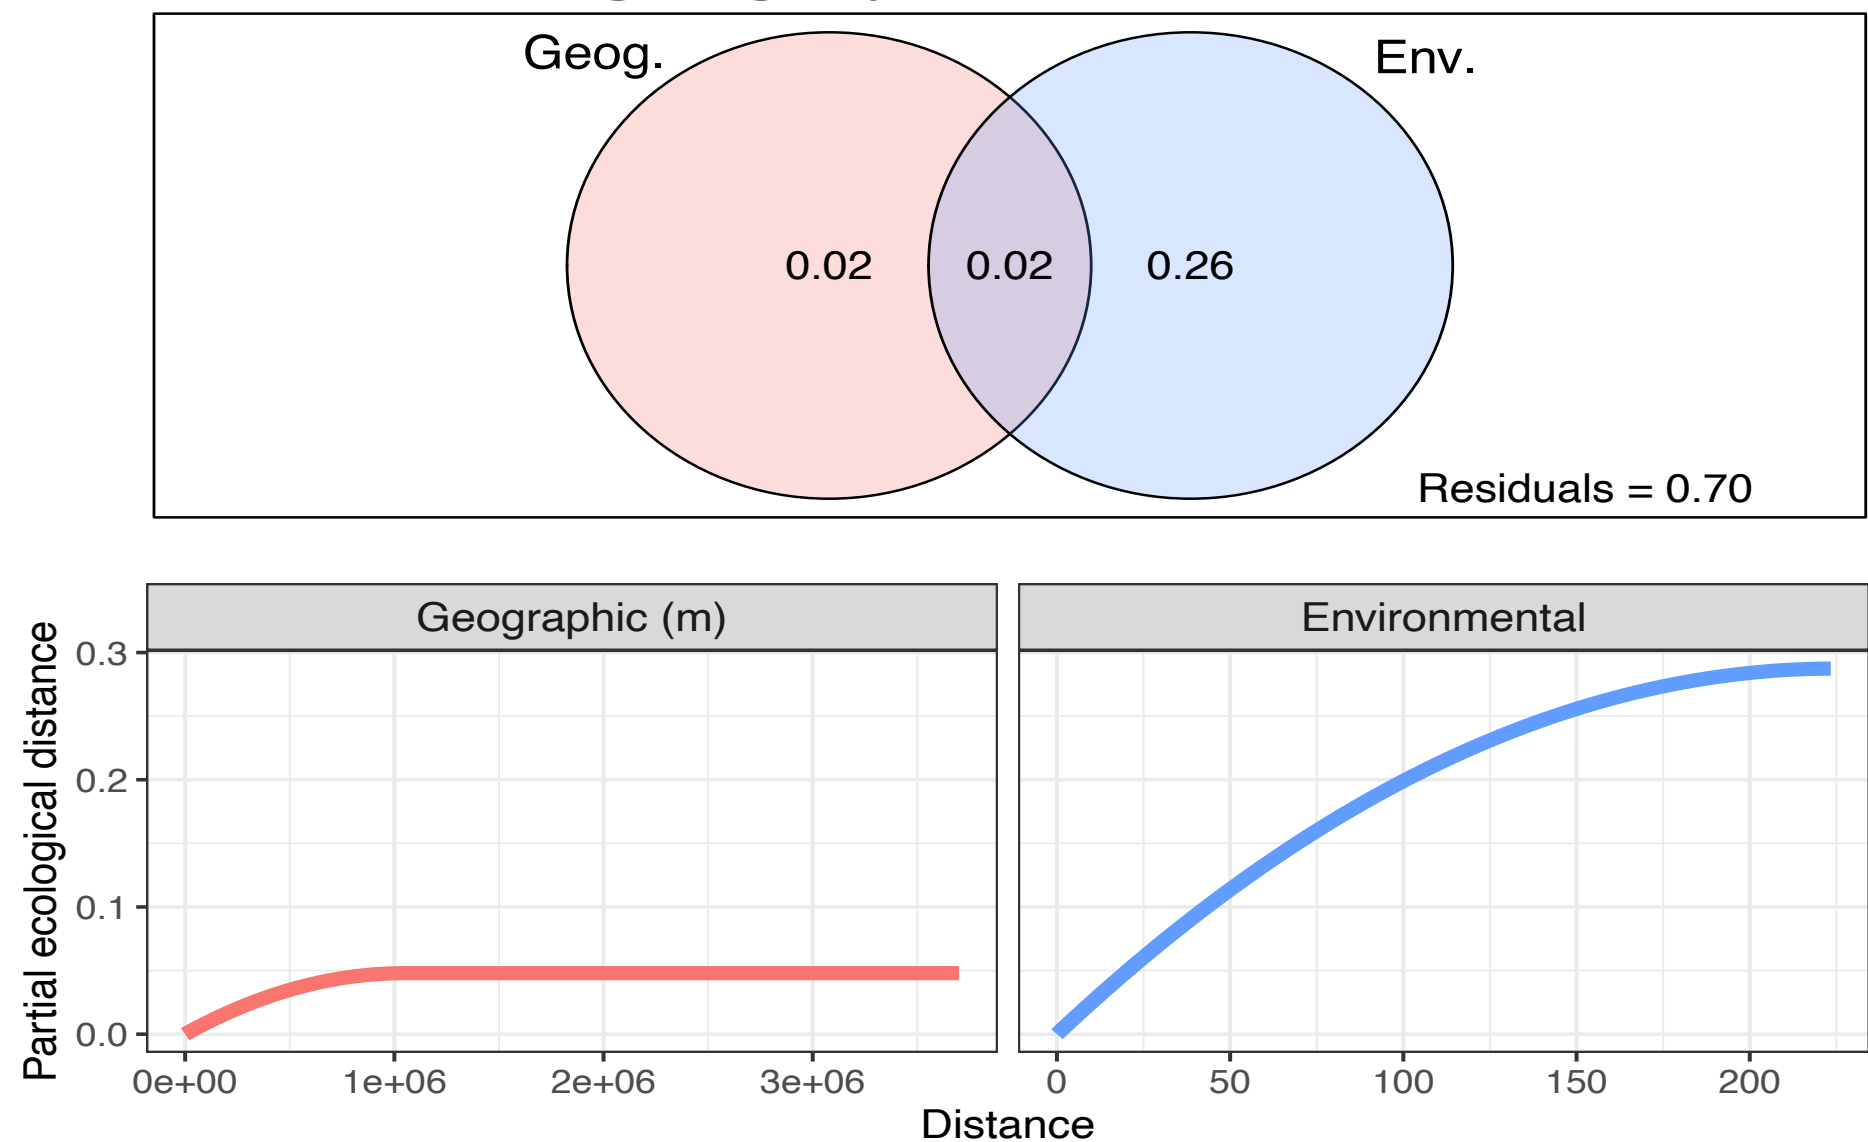 Geog. Env.
0.02 0.02 0.26
Residuals = 0.70
Geographic (m) Environmental
Partial ecological distance
0.3
0.2
0.1
0.0
0e+00 1e+06 2e+06 3e+06 0 50 100 150 200
Distance